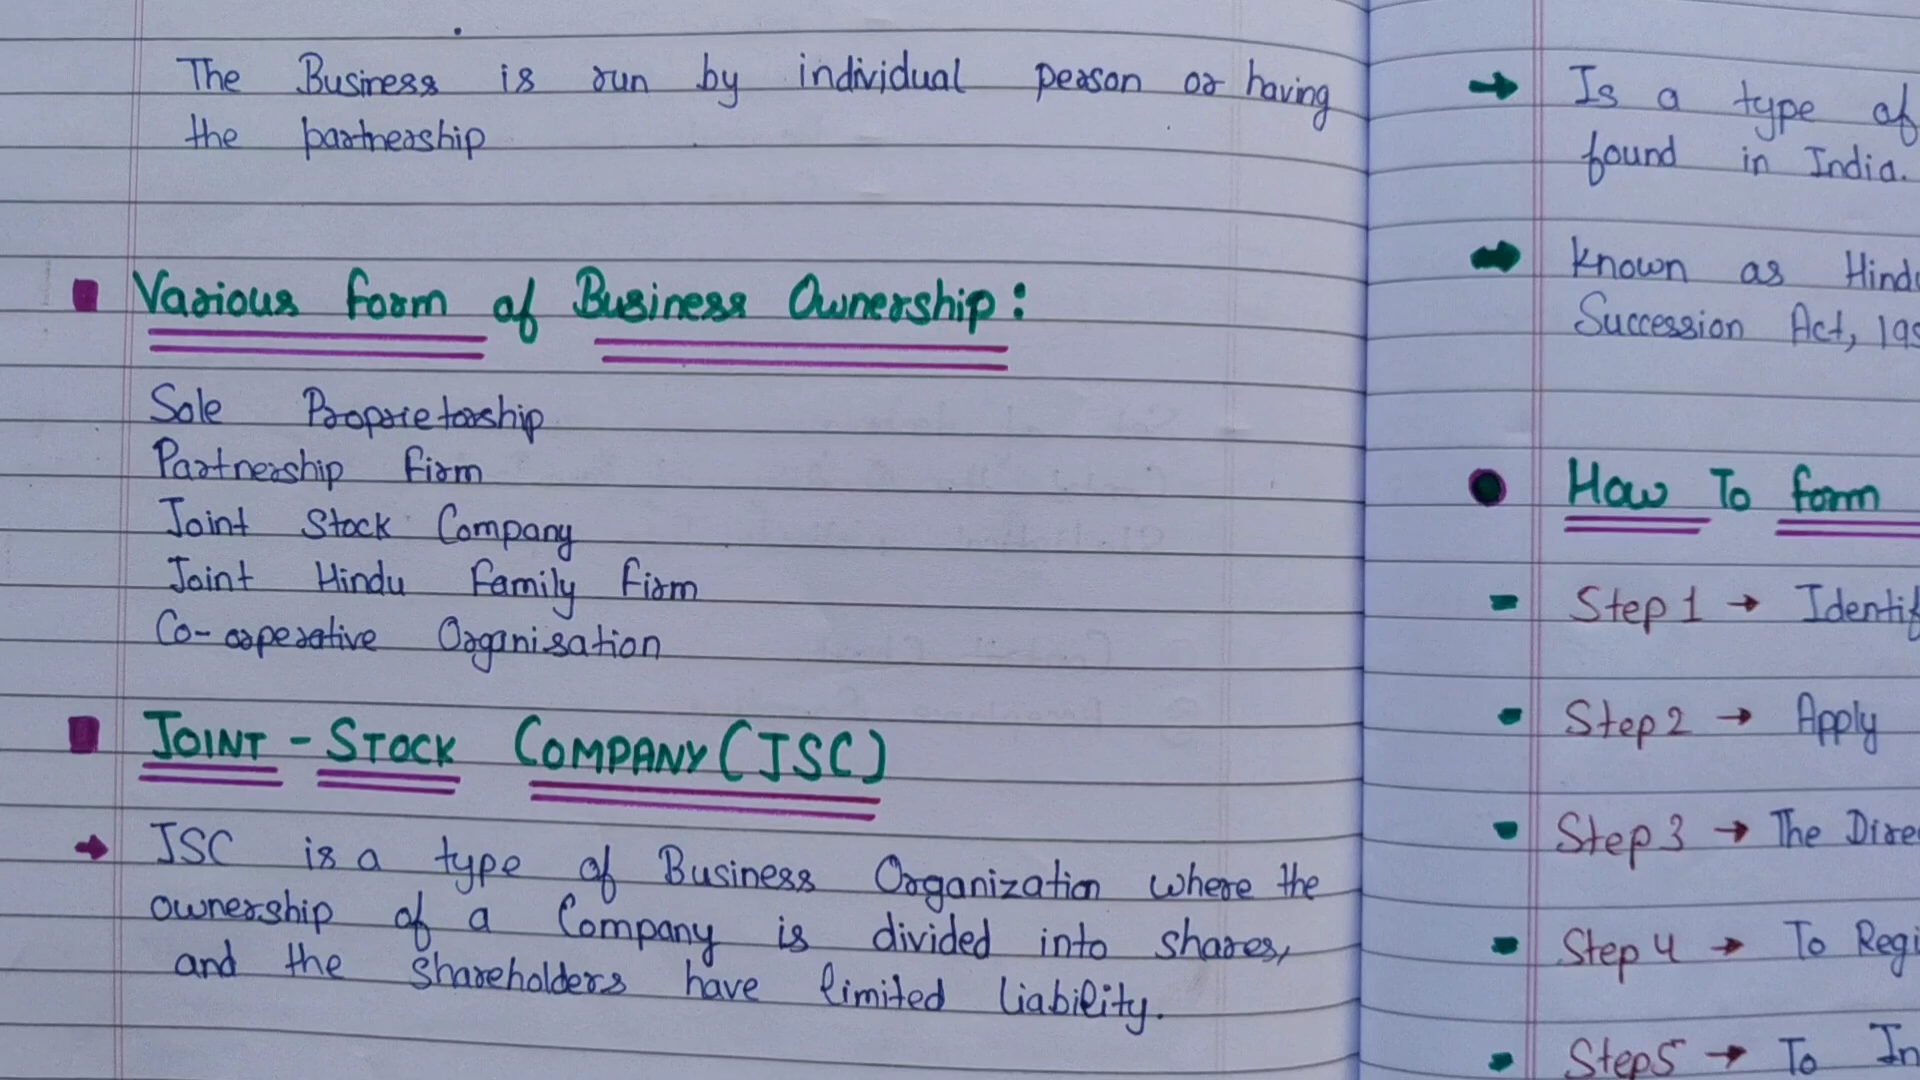 The Business is run by individual person or having
the partnership
Various form of Business Ownership:
Sole Proprietorship
Partnership firm
Joint Stock Company
Joint Hindu Family firm
Co-operative Organisation
JOINT - STOCK COMPANY (JSC)
JSC is a type of Business Organization where the
ownership of a Company is divided into shares,
and the shareholders have limited liability.
Is a type of
found in India.
known as
Succession Act,
How To form
Step 1 →
Step 2 → Apply
Step 3 → The
Step 4 → To
Step 5 → To